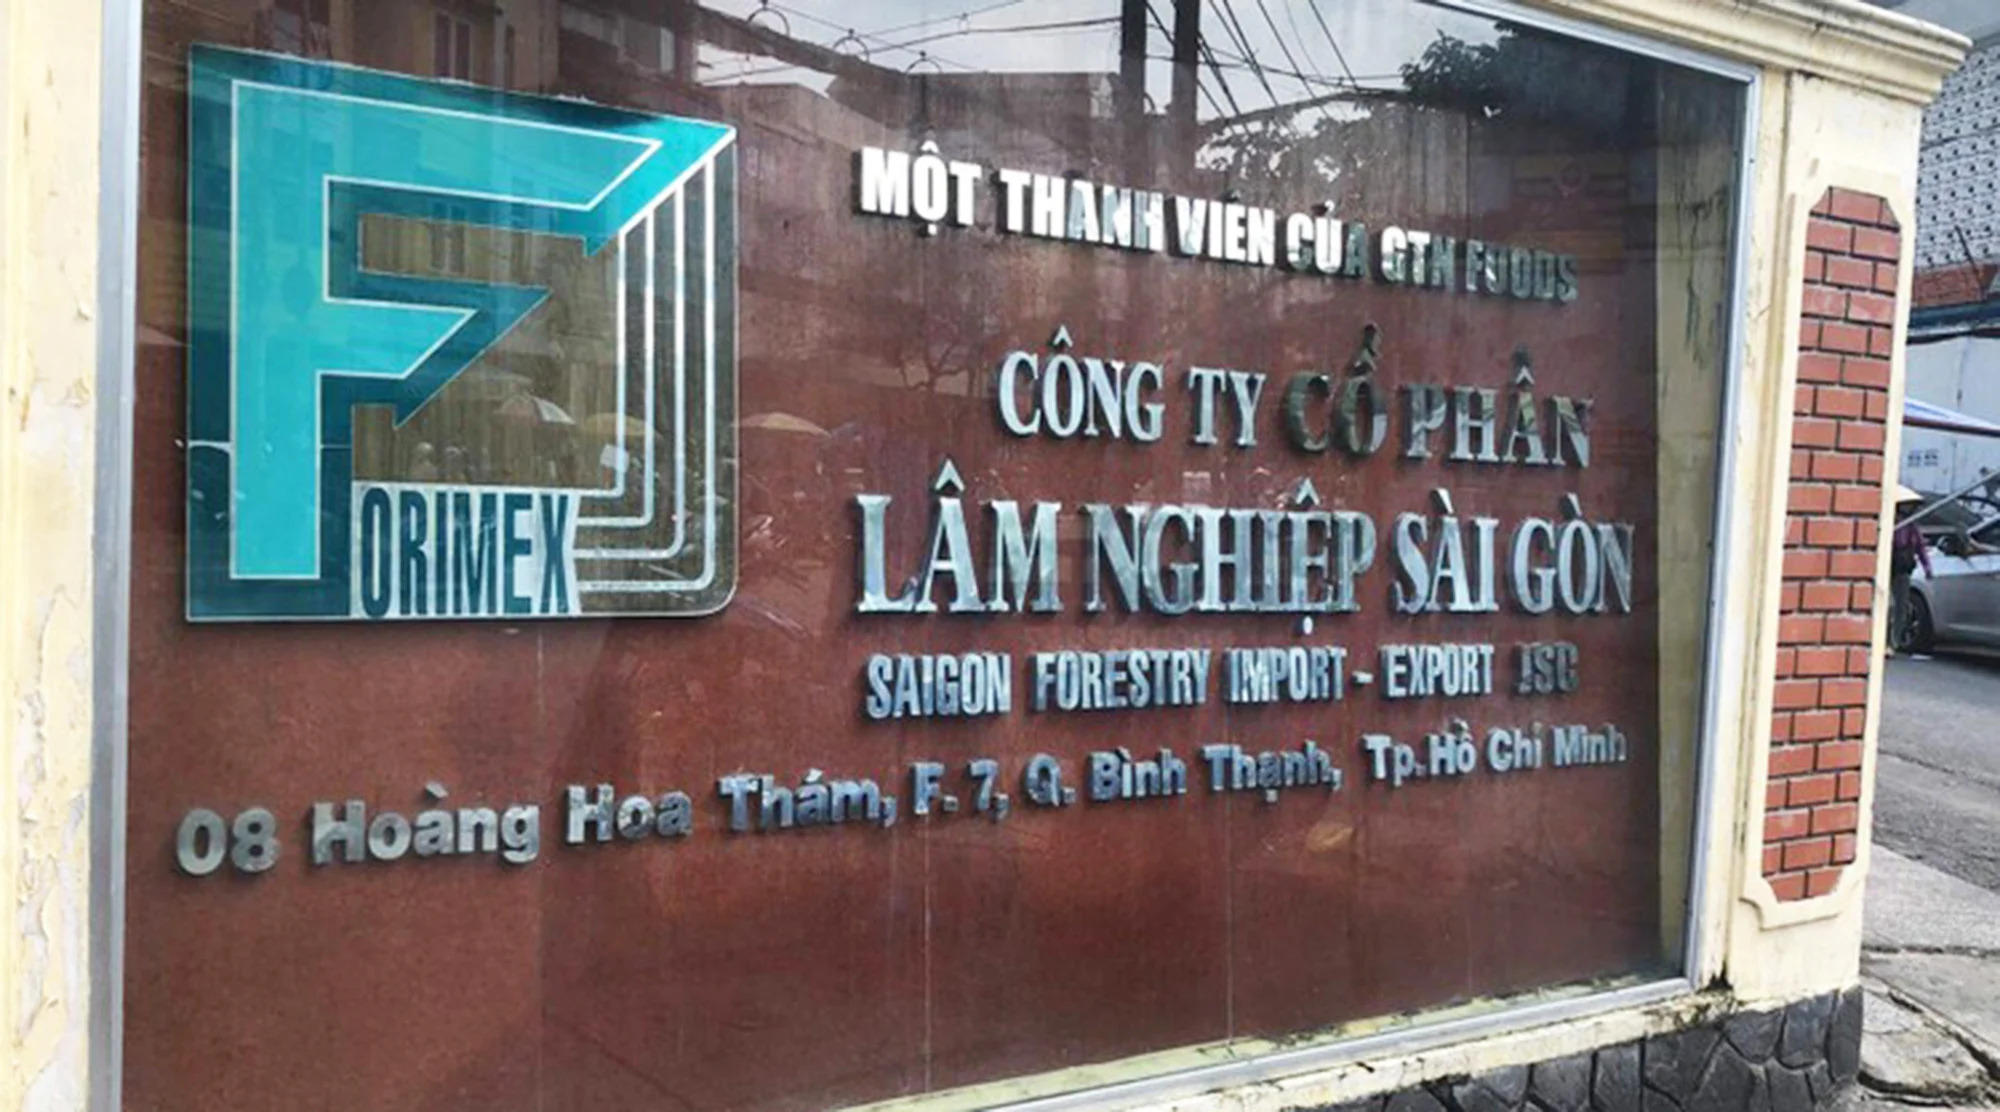 FORIMEX
MỘT THÀNH VIÊN CỦA GTN FOODS
CÔNG TY CỔ PHẦN
LÂM NGHIỆP SÀI GÒN
SAIGON FORESTRY IMPORT - EXPORT JSC
08 Hoàng Hoa Thám, F. 7, Q. Bình Thạnh, Tp. Hồ Chí Minh